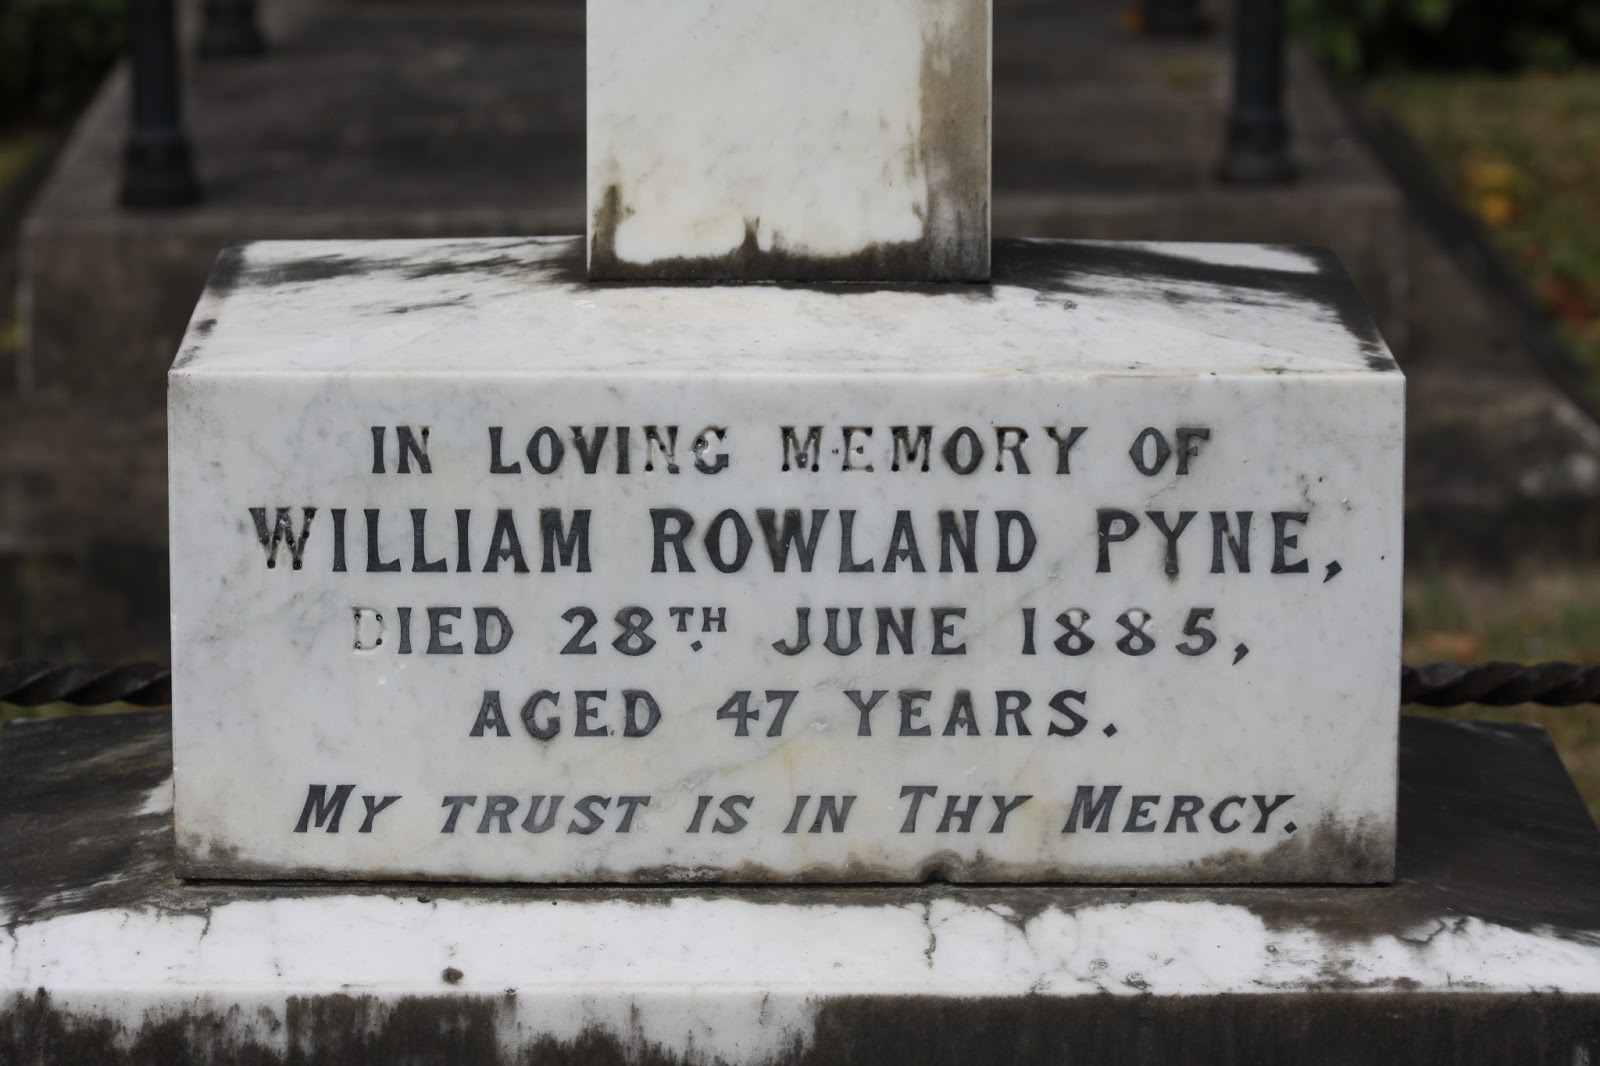 IN LOVING MEMORY OF
WILLIAM ROWLAND PYNE,
DIED 28TH. JUNE 1885,
AGED 47 YEARS.
MY TRUST IS IN THY MERCY.